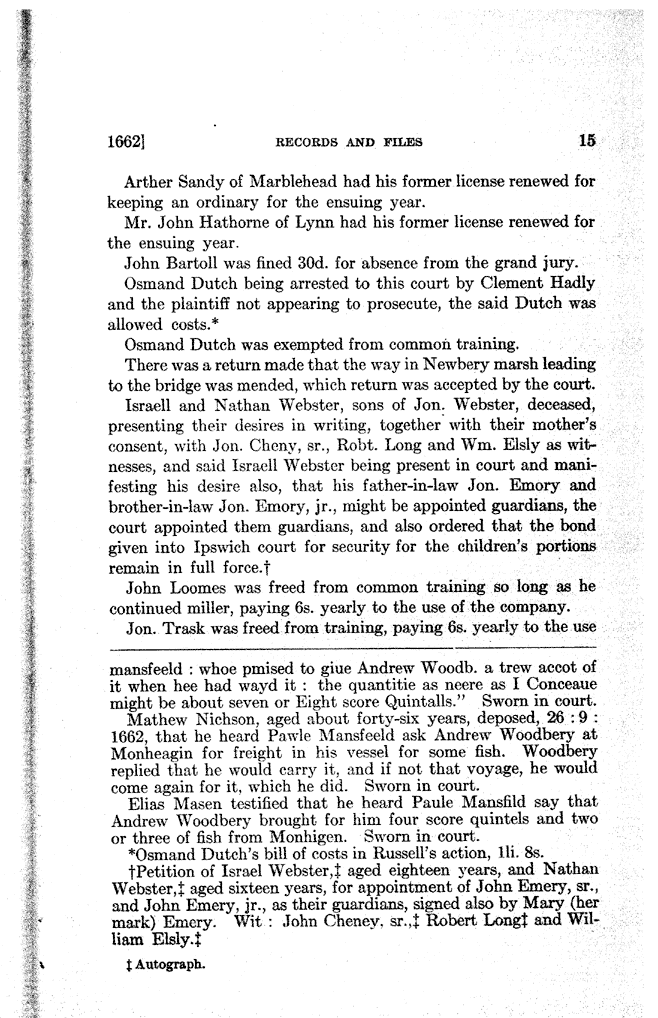 1662] RECORDS AND FILES 15
Arther Sandy of Marblehead had his former license renewed for
keeping an ordinary for the ensuing year.
Mr. John Hathorne of Lynn had his former license renewed for
the ensuing year.
John Bartoll was fined 30d. for absence from the grand jury.
Osmand Dutch being arrested to this court by Clement Hadly
and the plaintiff not appearing to prosecute, the said Dutch was
allowed costs.*
Osmand Dutch was exempted from common training.
There was a return made that the way in Newbery marsh leading
to the bridge was mended, which return was accepted by the court.
Israell and Nathan Webster, sons of Jon. Webster, deceased,
presenting their desires in writing, together with their mother's
consent, with Jon. Cheny, sr., Robt. Long and Wm. Elsly as wit-
nesses, and said Israell Webster being present in court and mani-
festing his desire also, that his father-in-law Jon. Emory and
brother-in-law Jon. Emory, jr., might be appointed guardians, the
court appointed them guardians, and also ordered that the bond
given into Ipswich court for security for the children's portions
remain in full force.†
John Loomes was freed from common training so long as he
continued miller, paying 6s. yearly to the use of the company.
Jon. Trask was freed from training, paying 6s. yearly to the use
mansfeeld : whoe pmised to giue Andrew Woodb. a trew accot of
it when hee had wayd it : the quantitie as neere as I Conceaue
might be about seven or Eight score Quintalls." Sworn in court.
Mathew Nichson, aged about forty-six years, deposed, 26 : 9 :
1662, that he heard Pawle Mansfeeld ask Andrew Woodbery at
Monheagin for freight in his vessel for some fish. Woodbery
replied that he would carry it, and if not that voyage, he would
come again for it, which he did. Sworn in court.
Elias Masen testified that he heard Paule Mansfild say that
Andrew Woodbery brought for him four score quintels and two
or three of fish from Monhigen. Sworn in court.
*Osmand Dutch's bill of costs in Russell's action, 1li. 8s.
†Petition of Israel Webster,‡ aged eighteen years, and Nathan
Webster,‡ aged sixteen years, for appointment of John Emery, sr.,
and John Emery, jr., as their guardians, signed also by Mary (her
mark) Emery. Wit : John Cheney, sr.,‡ Robert Long‡ and Wil-
liam Elsly.‡
‡ Autograph.